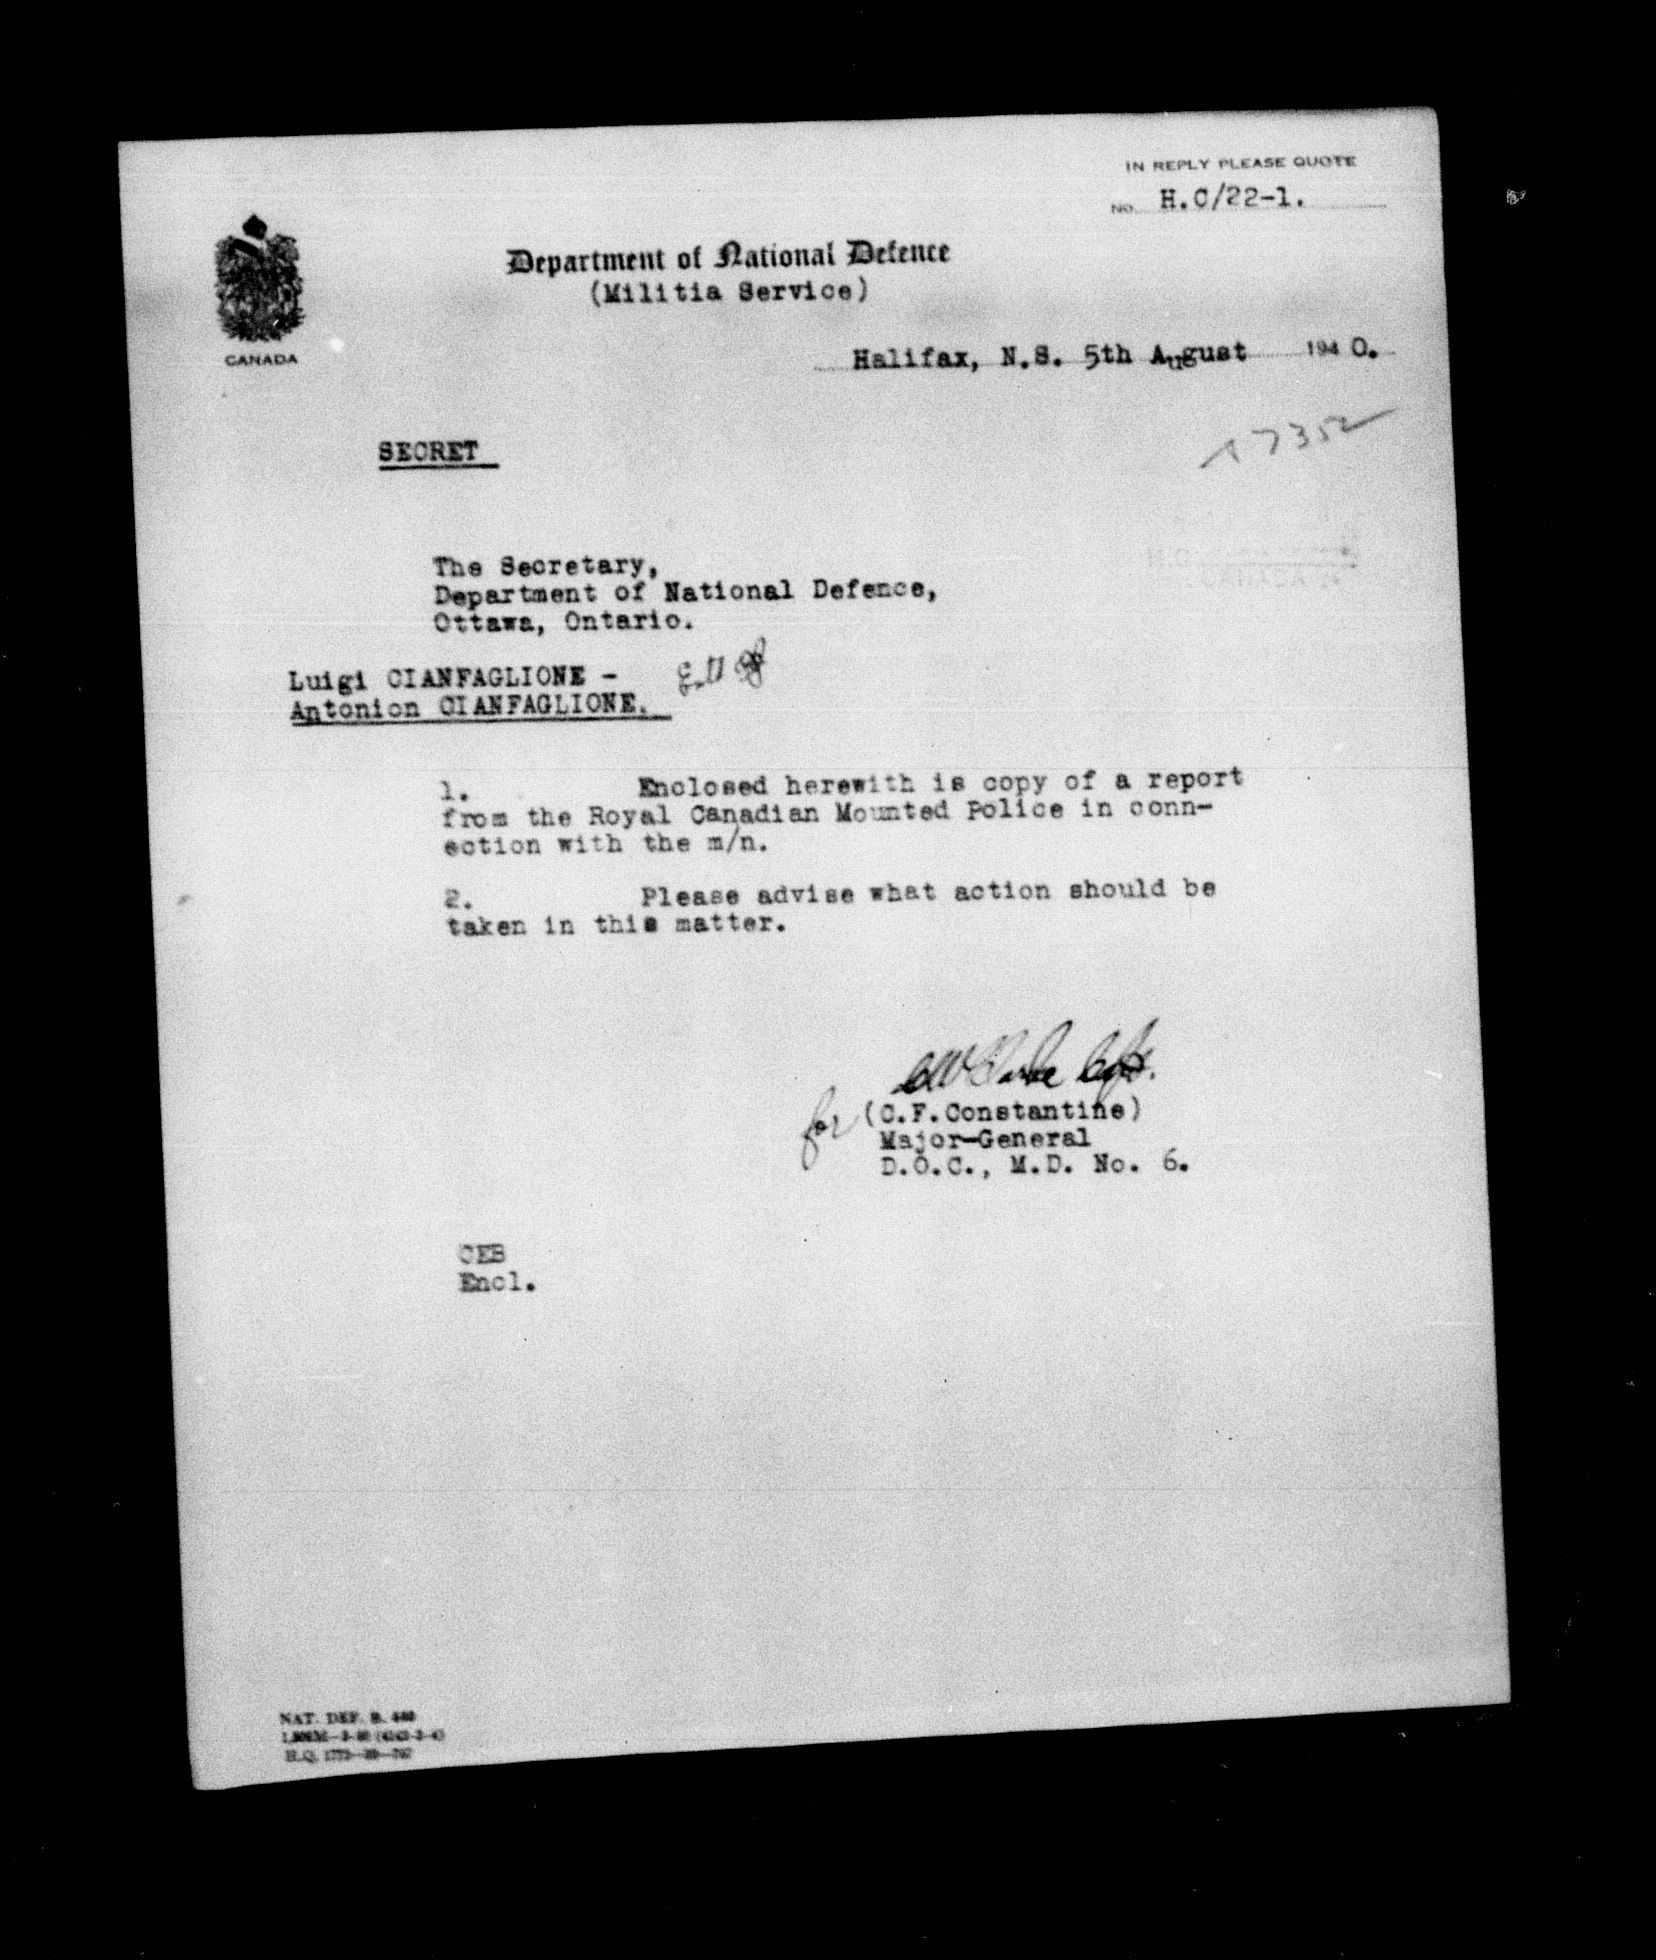 IN REPLY PLEASE QUOTE
NO. H.C/22-1.
Department of National Defence
(Militia Service)
CANADA
Halifax, N.S. 5th August 1940.
7352
SECRET
The Secretary,
Department of National Defence,
Ottawa, Ontario.
Luigi CIANFAGLIONE -
Antonion CIANFAGLIONE.
1. Enclosed herewith is copy of a report
from the Royal Canadian Mounted Police in conn-
ection with the m/n.
2. Please advise what action should be
taken in this matter.
Capt.
for (C.F.Constantine)
Major-General
D.O.C., M.D. No. 6.
CEB
Encl.
NAT. DEF. B.
H.Q.